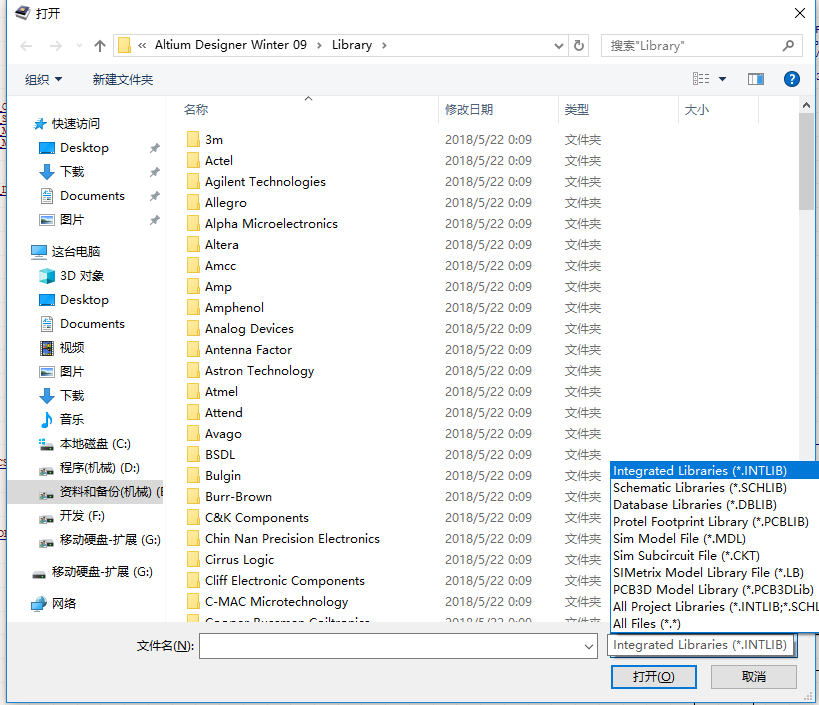 打开
« Altium Designer Winter 09 › Library ›
搜索"Library"
组织 新建文件夹
名称 修改日期 类型 大小
快速访问
Desktop
下载
Documents
图片
这台电脑
3D 对象
Desktop
Documents
视频
图片
下载
音乐
本地磁盘 (C:)
程序(机械) (D:)
资料和备份(机械) (E
开发 (F:)
移动硬盘-扩展 (G:)
移动硬盘-扩展 (G:)
网络
3m 2018/5/22 0:09 文件夹
Actel 2018/5/22 0:09 文件夹
Agilent Technologies 2018/5/22 0:09 文件夹
Allegro 2018/5/22 0:09 文件夹
Alpha Microelectronics 2018/5/22 0:09 文件夹
Altera 2018/5/22 0:09 文件夹
Amcc 2018/5/22 0:09 文件夹
Amp 2018/5/22 0:09 文件夹
Amphenol 2018/5/22 0:09 文件夹
Analog Devices 2018/5/22 0:09 文件夹
Antenna Factor 2018/5/22 0:09 文件夹
Astron Technology 2018/5/22 0:09 文件夹
Atmel 2018/5/22 0:09 文件夹
Attend 2018/5/22 0:09 文件夹
Avago 2018/5/22 0:09 文件夹
BSDL 2018/5/22 0:09 文件夹
Bulgin 2018/5/22 0:09 文件夹
Burr-Brown 2018/5/22 0:09 文件夹
C&K Components 2018/5/22 0:09 文件夹
Chin Nan Precision Electronics 2018/5/22 0:09 文件夹
Cirrus Logic 2018/5/22 0:09 文件夹
Cliff Electronic Components 2018/5/22 0:09 文件夹
C-MAC Microtechnology 2018/5/22 0:09 文件夹
Integrated Libraries (*.INTLIB)
Schematic Libraries (*.SCHLIB)
Database Libraries (*.DBLIB)
Protel Footprint Library (*.PCBLIB)
Sim Model File (*.MDL)
Sim Subcircuit File (*.CKT)
SIMetrix Model Library File (*.LB)
PCB3D Model Library (*.PCB3DLib)
All Project Libraries (*.INTLIB;*.SCHL
All Files (*.*)
文件名(N): Integrated Libraries (*.INTLIB)
打开(O) 取消